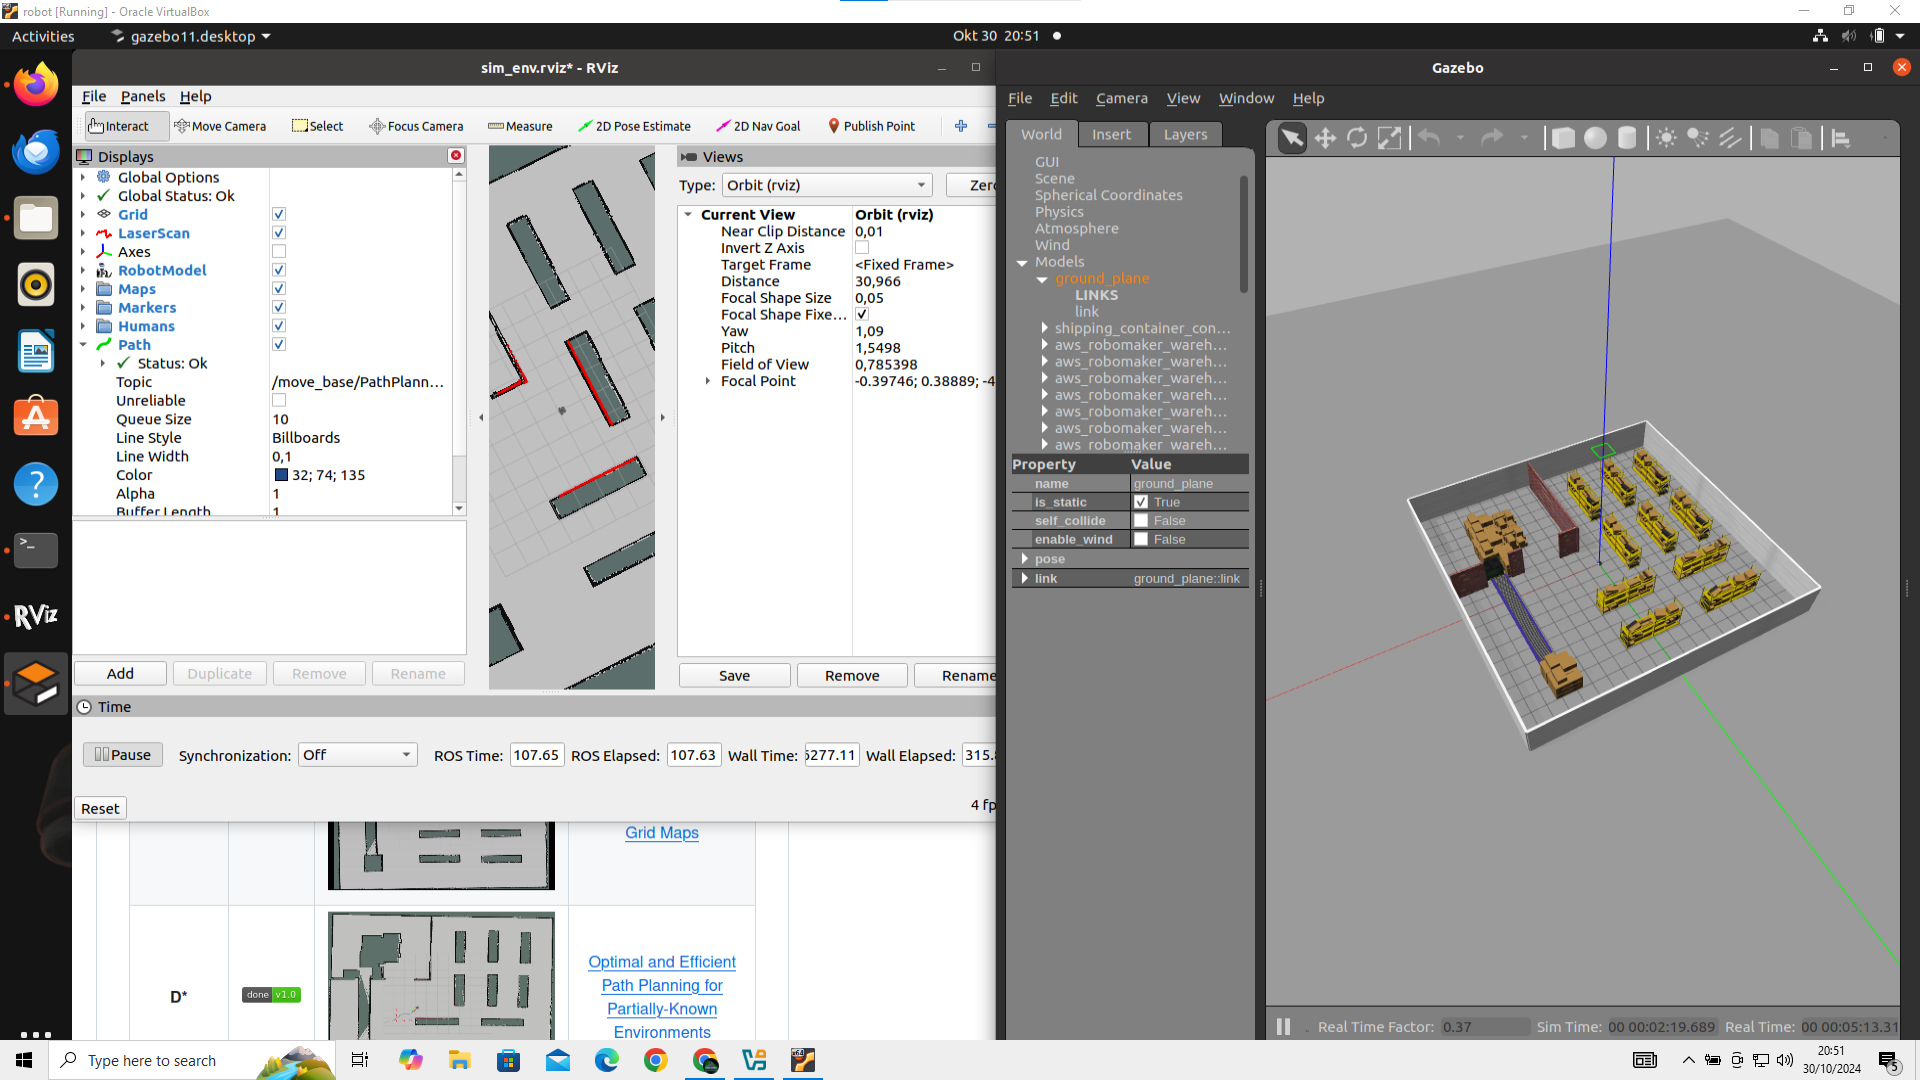 robot [Running] - Oracle VirtualBox
Activities
gazebo11.desktop
Okt 30 20:51
sim_env.rviz* - RViz
File Panels Help
Interact
Move Camera
Select
Focus Camera
Measure
2D Pose Estimate
2D Nav Goal
Publish Point
Displays
Global Options
Global Status: Ok
Grid
LaserScan
Axes
RobotModel
Maps
Markers
Humans
Path
Status: Ok
Topic /move_base/PathPlann...
Unreliable
Queue Size 10
Line Style Billboards
Line Width 0,1
Color 32; 74; 135
Alpha 1
Buffer Length 1
Add Duplicate Remove Rename
Views
Type: Orbit (rviz) Zero
Current View Orbit (rviz)
Near Clip Distance 0,01
Invert Z Axis
Target Frame <Fixed Frame>
Distance 30,966
Focal Shape Size 0,05
Focal Shape Fixe...
Yaw 1,09
Pitch 1,5498
Field of View 0,785398
Focal Point -0.39746; 0.38889; -4
Save Remove Rename
Time
Pause Synchronization: Off ROS Time: 107.65 ROS Elapsed: 107.63 Wall Time: 6277.11 Wall Elapsed: 315.8
Reset
4 fp
Grid Maps
D*
done v1.0
Optimal and Efficient
Path Planning for
Partially-Known
Environments
Gazebo
File Edit Camera View Window Help
World Insert Layers
GUI
Scene
Spherical Coordinates
Physics
Atmosphere
Wind
Models
ground_plane
LINKS
link
shipping_container_con...
aws_robomaker_wareh...
aws_robomaker_wareh...
aws_robomaker_wareh...
aws_robomaker_wareh...
aws_robomaker_wareh...
aws_robomaker_wareh...
aws_robomaker_wareh...
Property Value
name ground_plane
is_static True
self_collide False
enable_wind False
pose
link ground_plane::link
Real Time Factor: 0.37 Sim Time: 00 00:02:19.689 Real Time: 00 00:05:13.31
RViz
Type here to search
20:51
30/10/2024
5